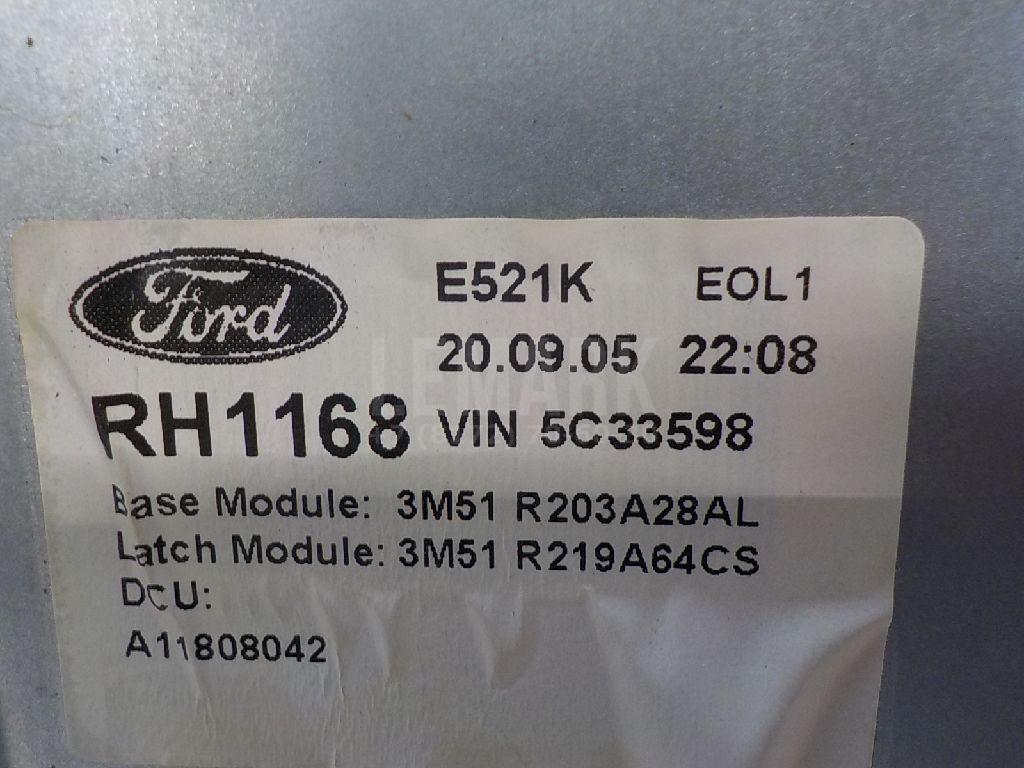 Ford
E521K EOL1
20.09.05 22:08
RH1168 VIN 5C33598
Base Module: 3M51 R203A28AL
Latch Module: 3M51 R219A64CS
DCU:
A11808042
LEMARK